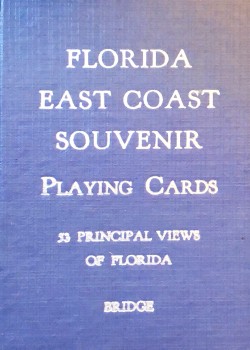 FLORIDA
EAST COAST
SOUVENIR
PLAYING CARDS
53 PRINCIPAL VIEWS
OF FLORIDA
BRIDGE